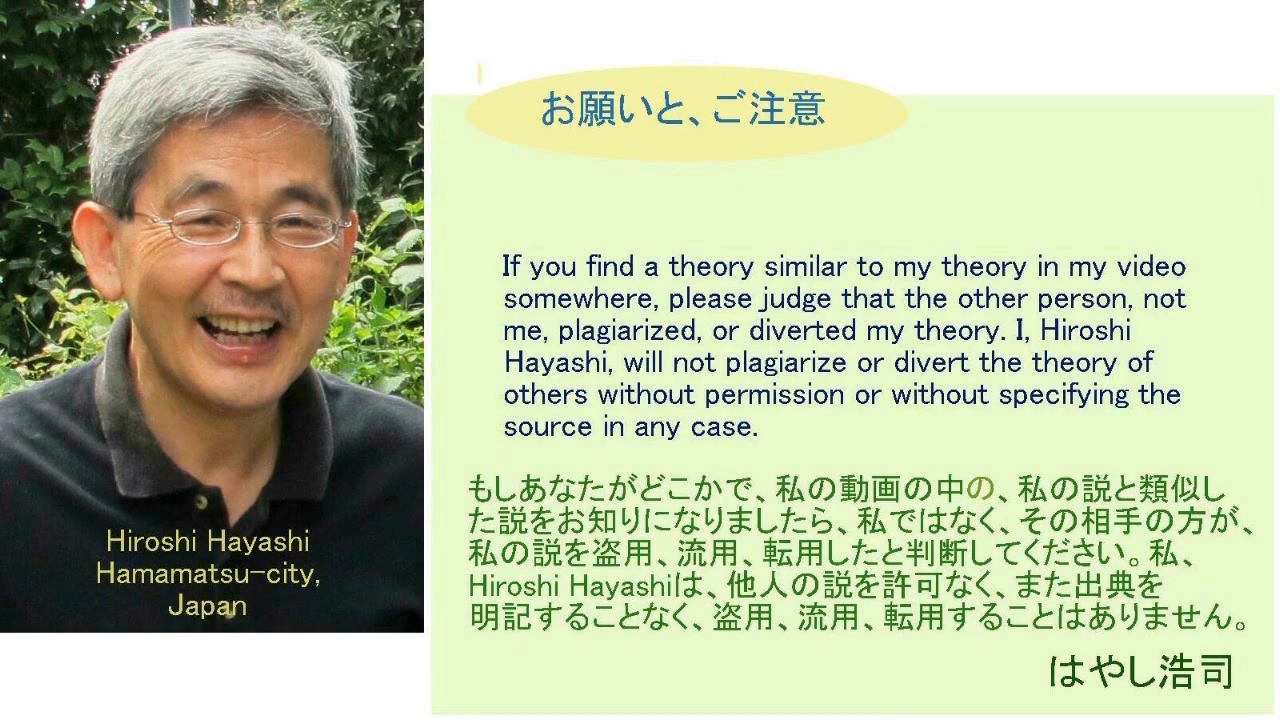 お願いと、ご注意
If you find a theory similar to my theory in my video
somewhere, please judge that the other person, not
me, plagiarized, or diverted my theory. I, Hiroshi
Hayashi, will not plagiarize or divert the theory of
others without permission or without specifying the
source in any case.
もしあなたがどこかで、私の動画の中の、私の説と類似し
た説をお知りになりましたら、私ではなく、その相手の方が、
私の説を盗用、流用、転用したと判断してください。私、
Hiroshi Hayashiは、他人の説を許可なく、また出典を
明記することなく、盗用、流用、転用することはありません。
はやし浩司
Hiroshi Hayashi
Hamamatsu-city,
Japan